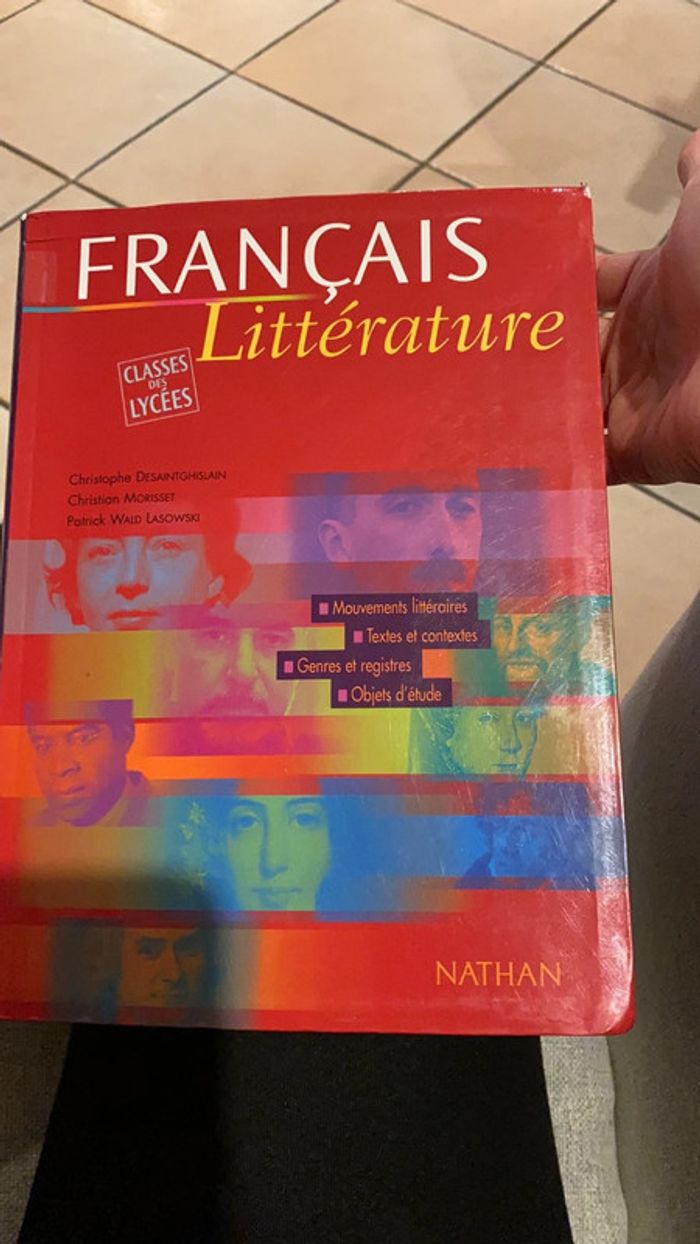 FRANÇAIS
Littérature
CLASSES
DES
LYCÉES
Christophe DESAINTGHISLAIN
Christian MORISSET
Patrick WALD LASOWSKI
Mouvements littéraires
Textes et contextes
Genres et registres
Objets d'étude
NATHAN